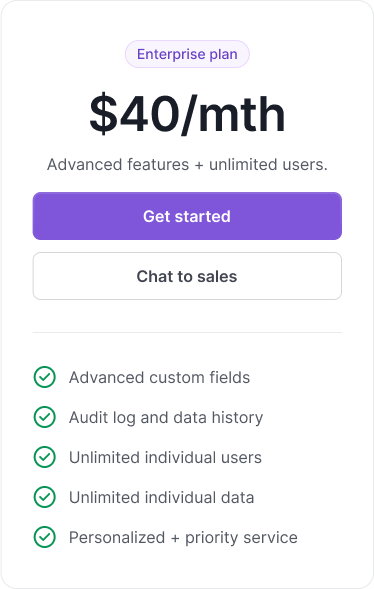 Enterprise plan
$40/mth
Advanced features + unlimited users.
Get started
Chat to sales
Advanced custom fields
Audit log and data history
Unlimited individual users
Unlimited individual data
Personalized + priority service